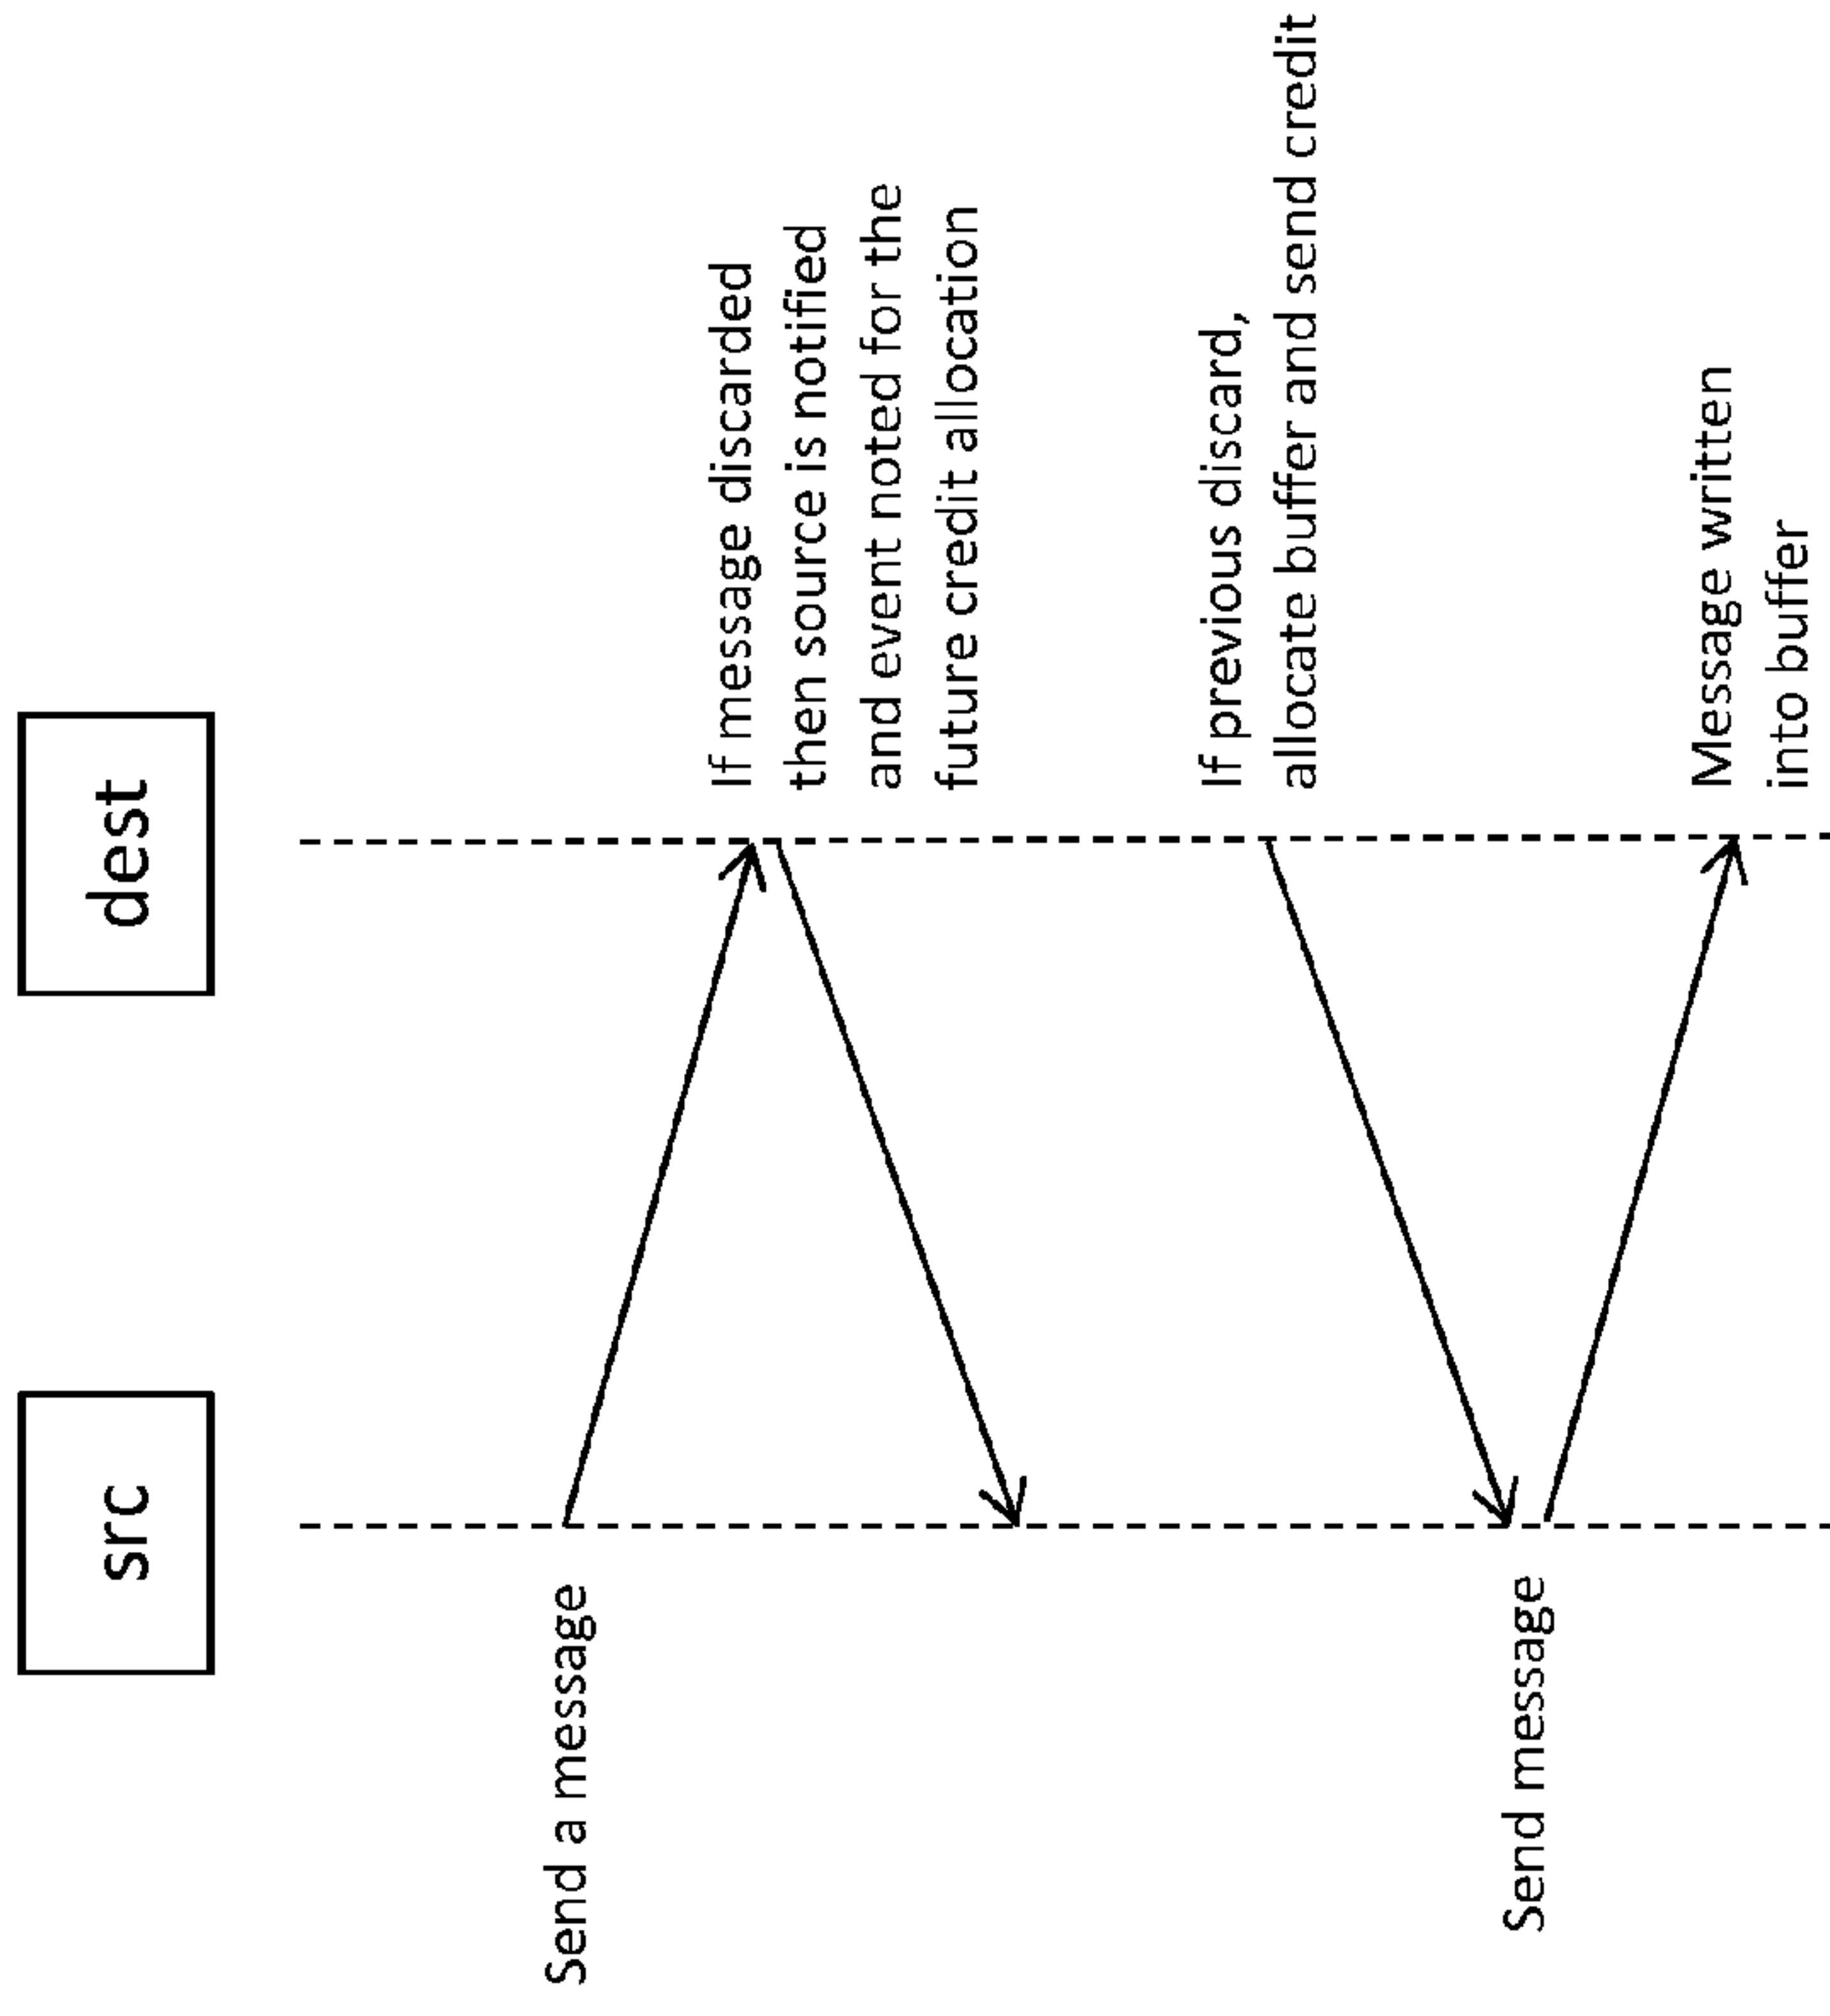 src
dest
Send a message
If message discarded
then source is notified
and event noted for the
future credit allocation
If previous discard,
allocate buffer and send credit
Send message
Message written
into buffer